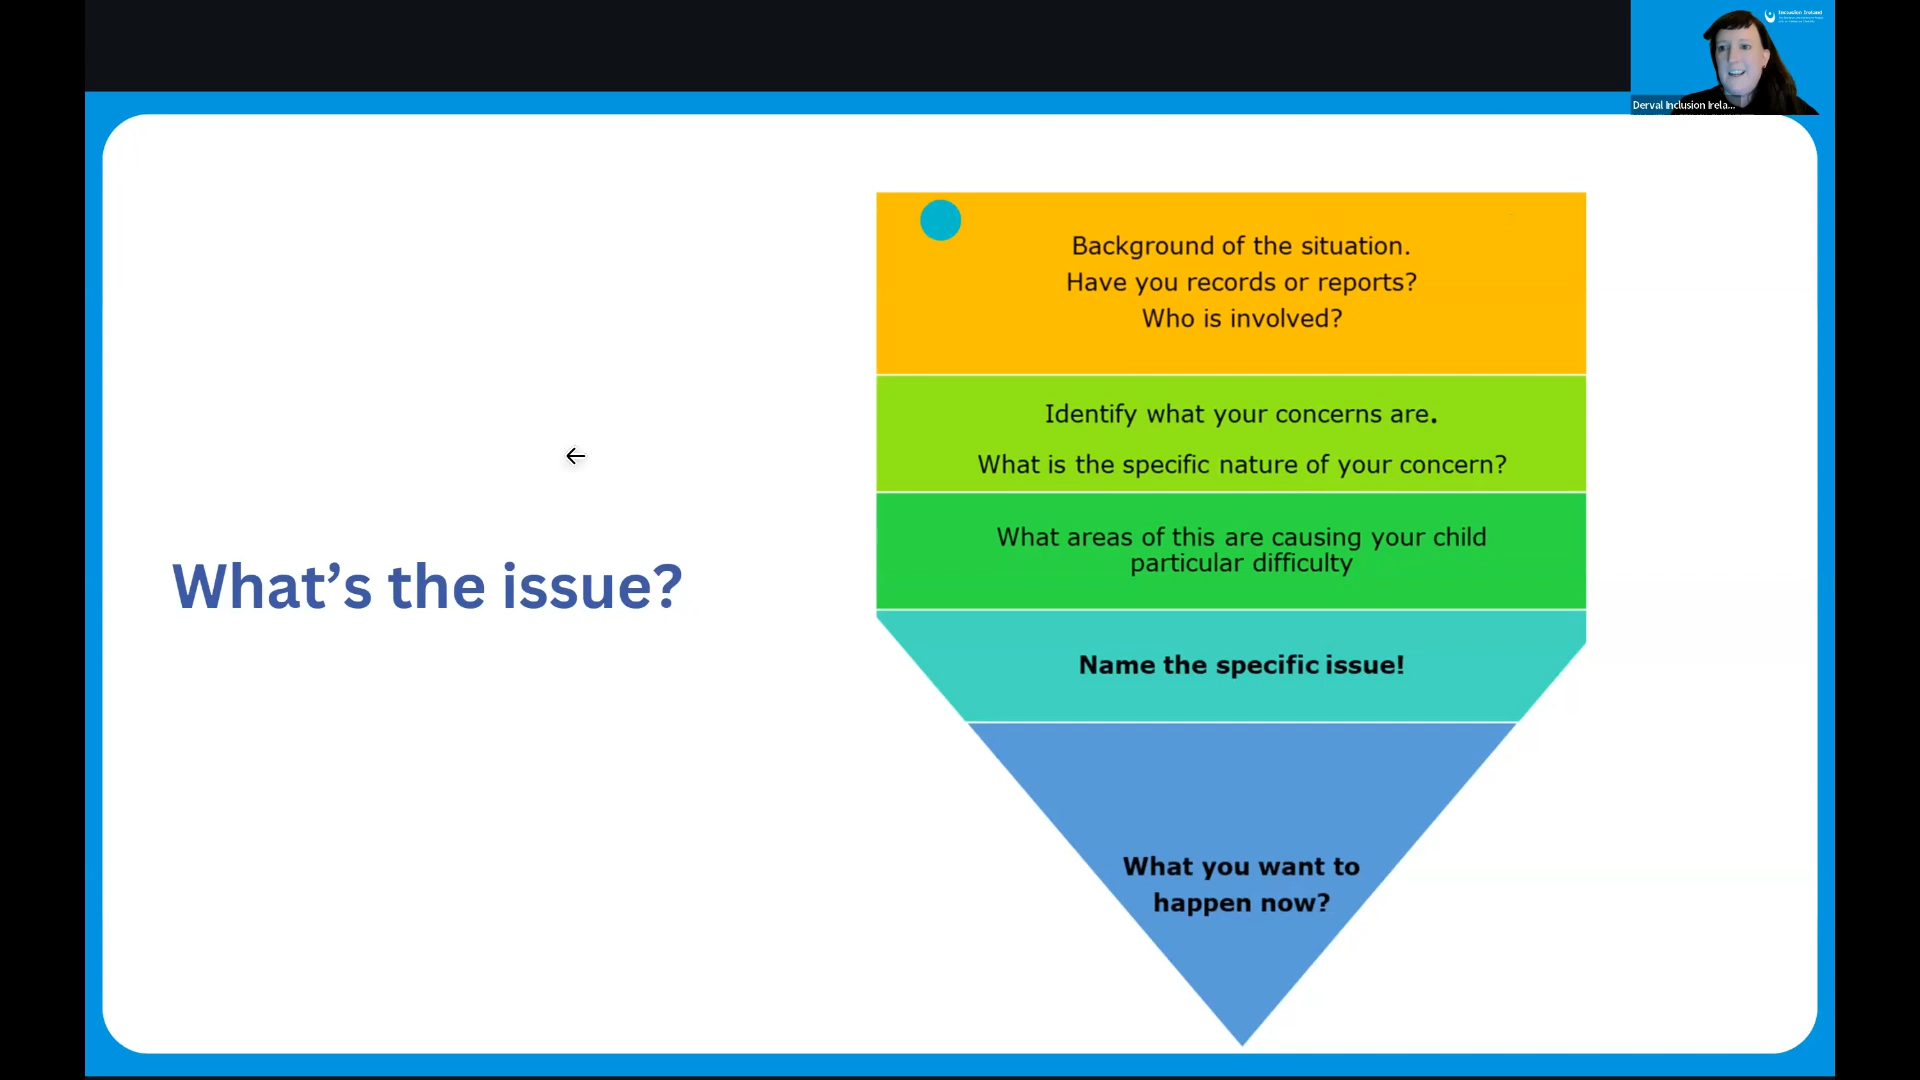 Inclusion Ireland
Derval Inclusion Irela...
Background of the situation.
Have you records or reports?
Who is involved?
Identify what your concerns are.
What is the specific nature of your concern?
What areas of this are causing your child
particular difficulty
What’s the issue?
Name the specific issue!
What you want to
happen now?